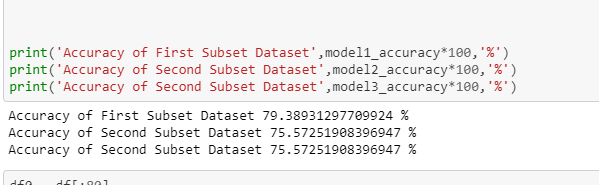 print('Accuracy of First Subset Dataset',model1_accuracy*100,'%')
print('Accuracy of Second Subset Dataset',model2_accuracy*100,'%')
print('Accuracy of Second Subset Dataset',model3_accuracy*100,'%')
Accuracy of First Subset Dataset 79.38931297709924 %
Accuracy of Second Subset Dataset 75.57251908396947 %
Accuracy of Second Subset Dataset 75.57251908396947 %